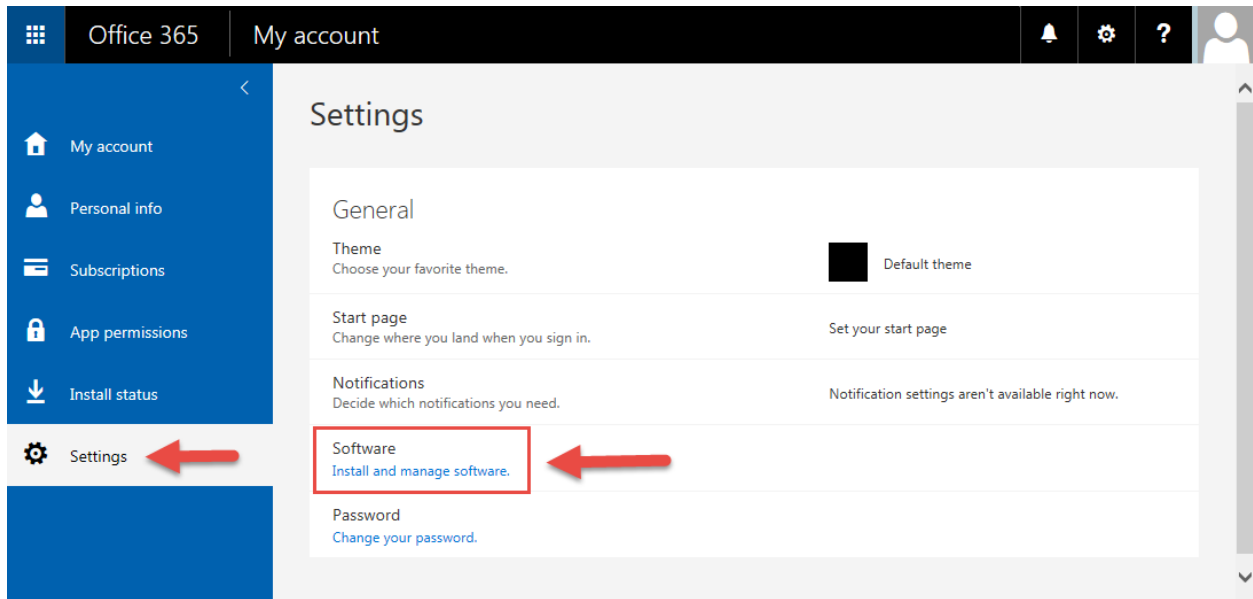 Office 365
My account
?
My account
Personal info
Subscriptions
App permissions
Install status
Settings
Settings
General
Theme
Choose your favorite theme.
Default theme
Start page
Change where you land when you sign in.
Set your start page
Notifications
Decide which notifications you need.
Notification settings aren't available right now.
Software
Install and manage software.
Password
Change your password.